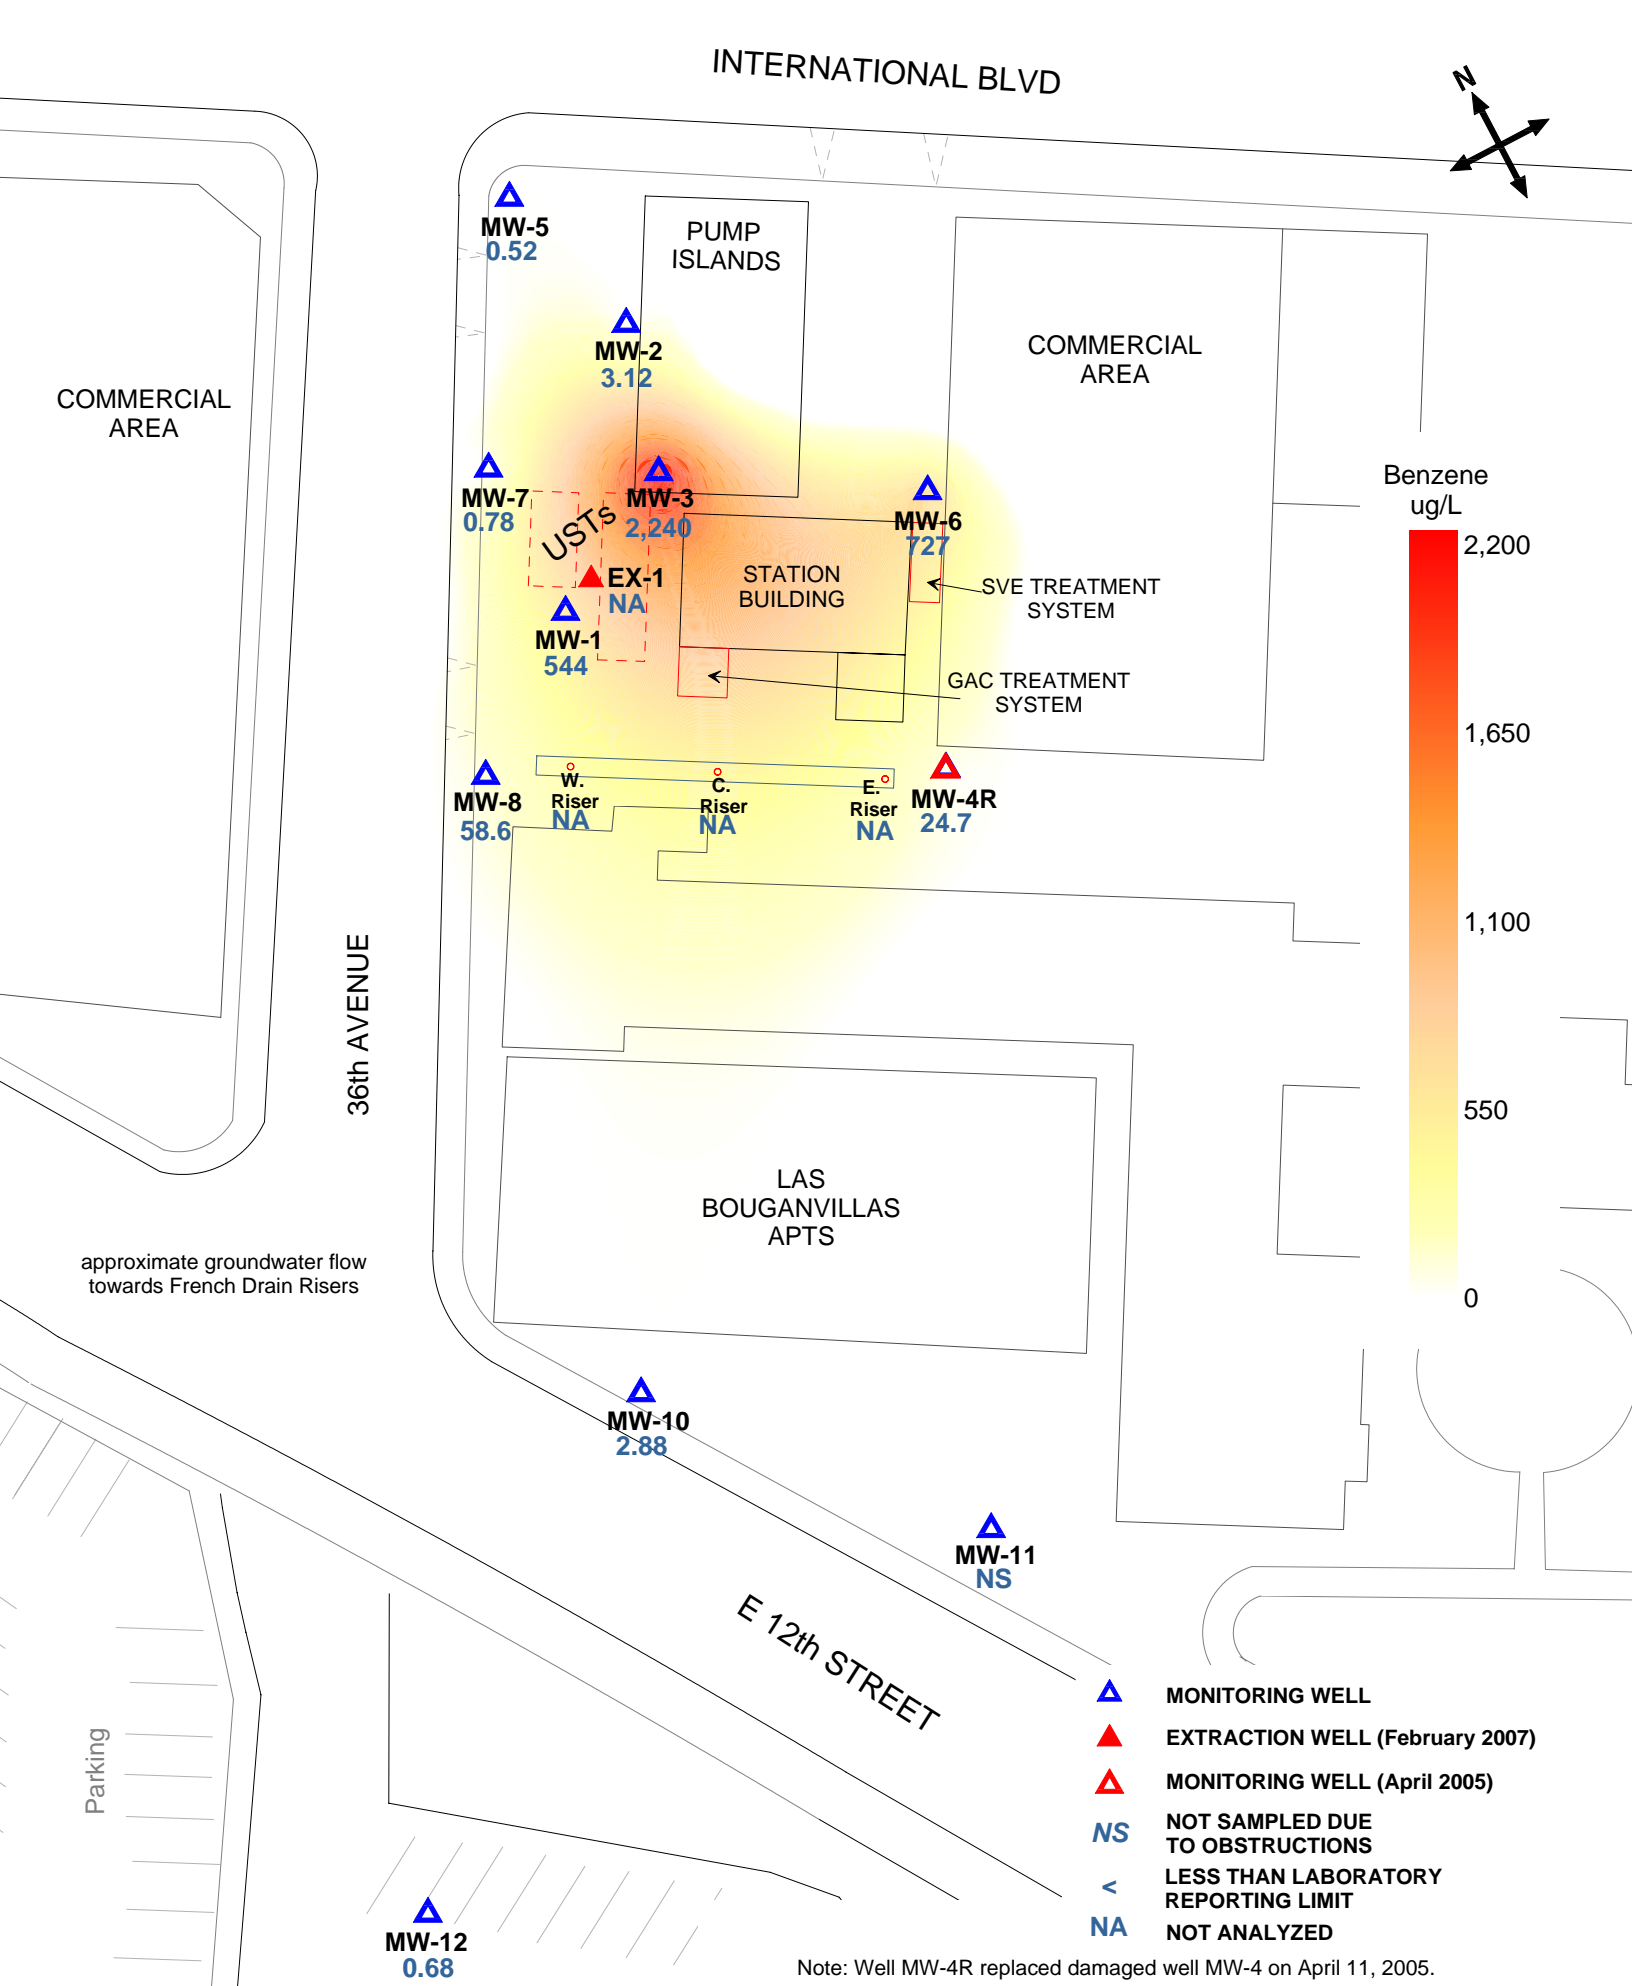 INTERNATIONAL BLVD
N
MW-5
0.52
PUMP
ISLANDS
MW-2
3.12
COMMERCIAL
AREA
COMMERCIAL
AREA
MW-7
0.78
USTs
MW-3
2,240
MW-6
727
EX-1
NA
MW-1
544
STATION
BUILDING
SVE TREATMENT
SYSTEM
GAC TREATMENT
SYSTEM
Benzene
ug/L
2,200
1,650
1,100
550
0
MW-8
58.6
W.
Riser
NA
C.
Riser
NA
E.
Riser
NA
MW-4R
24.7
36th AVENUE
LAS
BOUGANVILLAS
APTS
approximate groundwater flow
towards French Drain Risers
MW-10
2.88
MW-11
NS
E 12th STREET
Parking
MW-12
0.68
MONITORING WELL
EXTRACTION WELL (February 2007)
MONITORING WELL (April 2005)
NS NOT SAMPLED DUE
TO OBSTRUCTIONS
< LESS THAN LABORATORY
REPORTING LIMIT
NA NOT ANALYZED
Note: Well MW-4R replaced damaged well MW-4 on April 11, 2005.